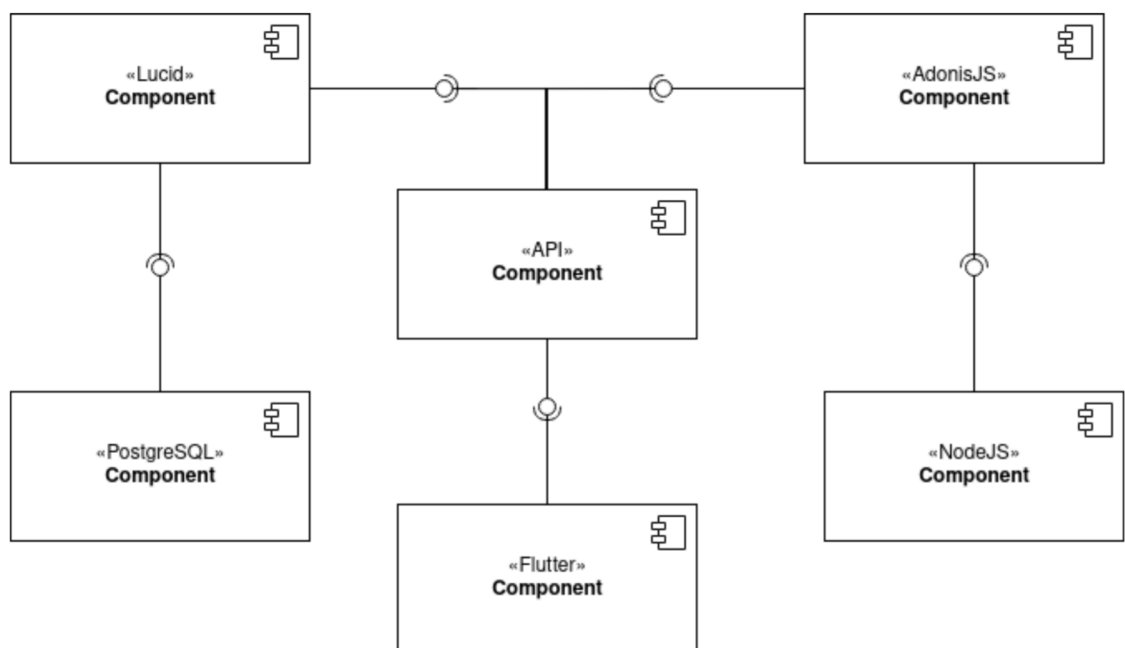 «Lucid»
Component
«AdonisJS»
Component
«API»
Component
«PostgreSQL»
Component
«NodeJS»
Component
«Flutter»
Component